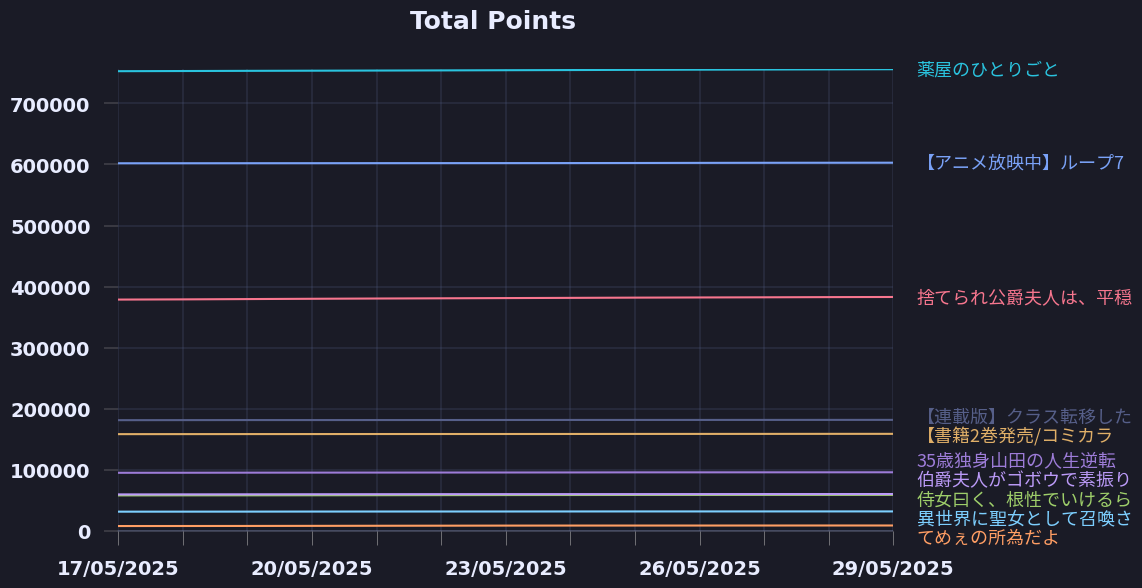 Total Points
薬屋のひとりごと
700000
600000
【アニメ放映中】ループ7
500000
400000
捨てられ公爵夫人は、平穏
300000
200000
【連載版】クラス転移した
【書籍2巻発売/コミカラ
100000
35歳独身山田の人生逆転
伯爵夫人がゴボウで素振り
侍女曰く、根性でいけるら
異世界に聖女として召喚さ
0
てめぇの所為だよ
17/05/2025
20/05/2025
23/05/2025
26/05/2025
29/05/2025